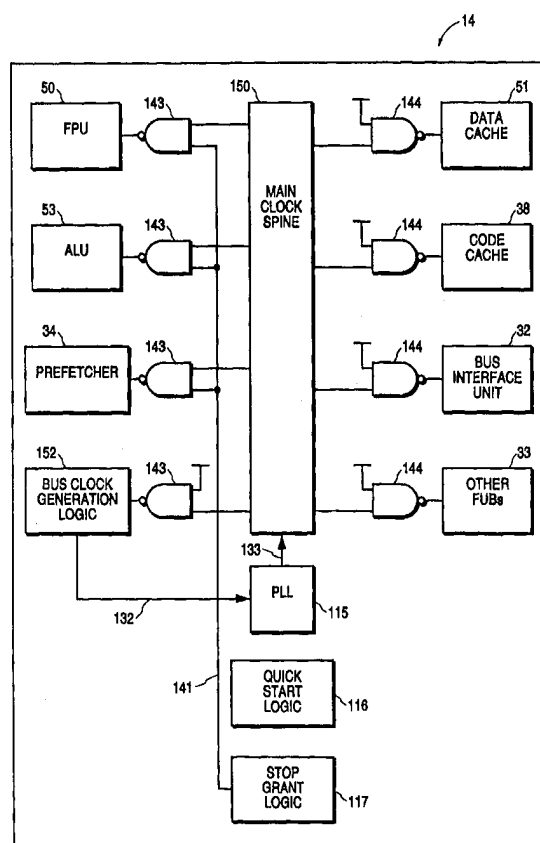 14
50
FPU
143
150
144
51
DATA
CACHE
53
ALU
143
MAIN
CLOCK
SPINE
144
38
CODE
CACHE
34
PREFETCHER
143
144
32
BUS
INTERFACE
UNIT
152
BUS CLOCK
GENERATION
LOGIC
143
144
33
OTHER
FUBs
133
PLL
115
132
141
QUICK
START
LOGIC
116
STOP
GRANT
LOGIC
117